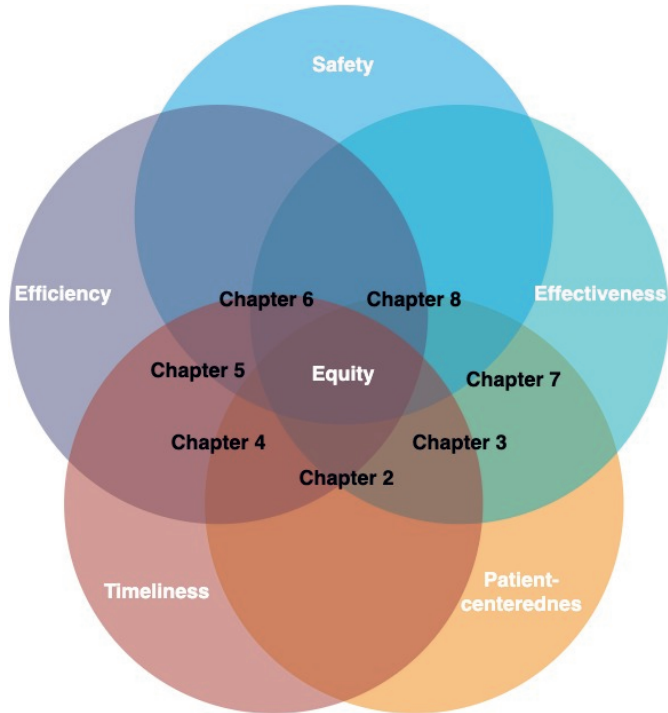 Safety
Efficiency
Effectiveness
Chapter 6
Chapter 8
Chapter 5
Equity
Chapter 7
Chapter 4
Chapter 3
Chapter 2
Timeliness
Patient-
centerednes